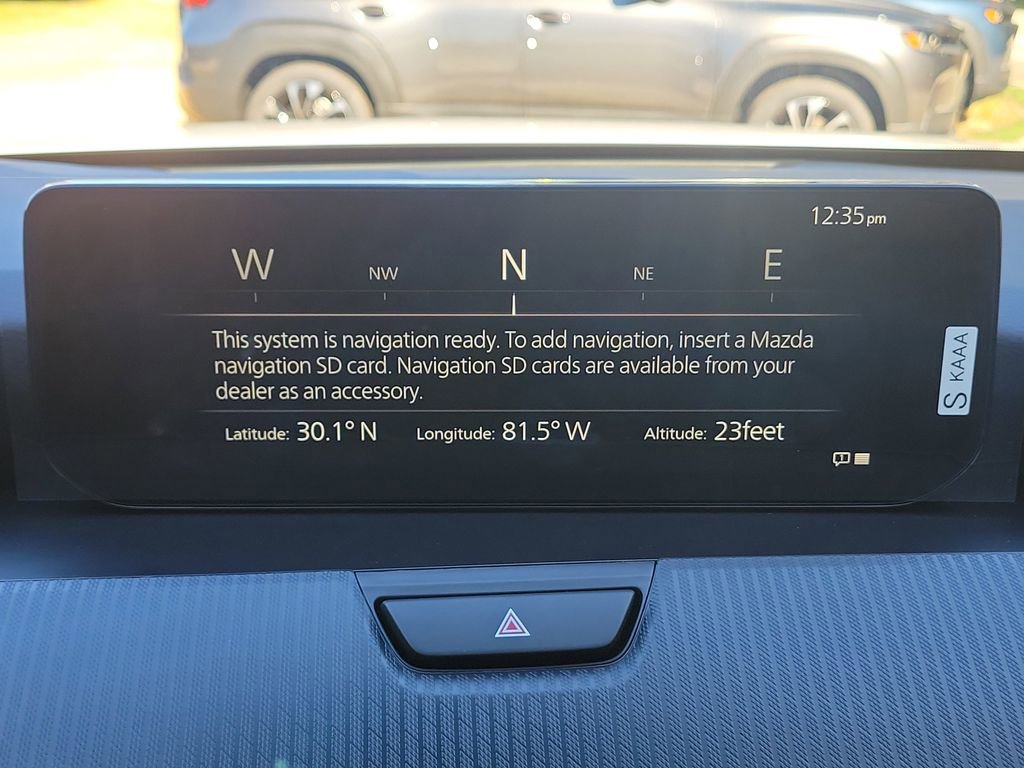 12:35pm
W NW N NE E
This system is navigation ready. To add navigation, insert a Mazda
navigation SD card. Navigation SD cards are available from your
dealer as an accessory.
Latitude: 30.1° N Longitude: 81.5° W Altitude: 23feet
S KAAA
1